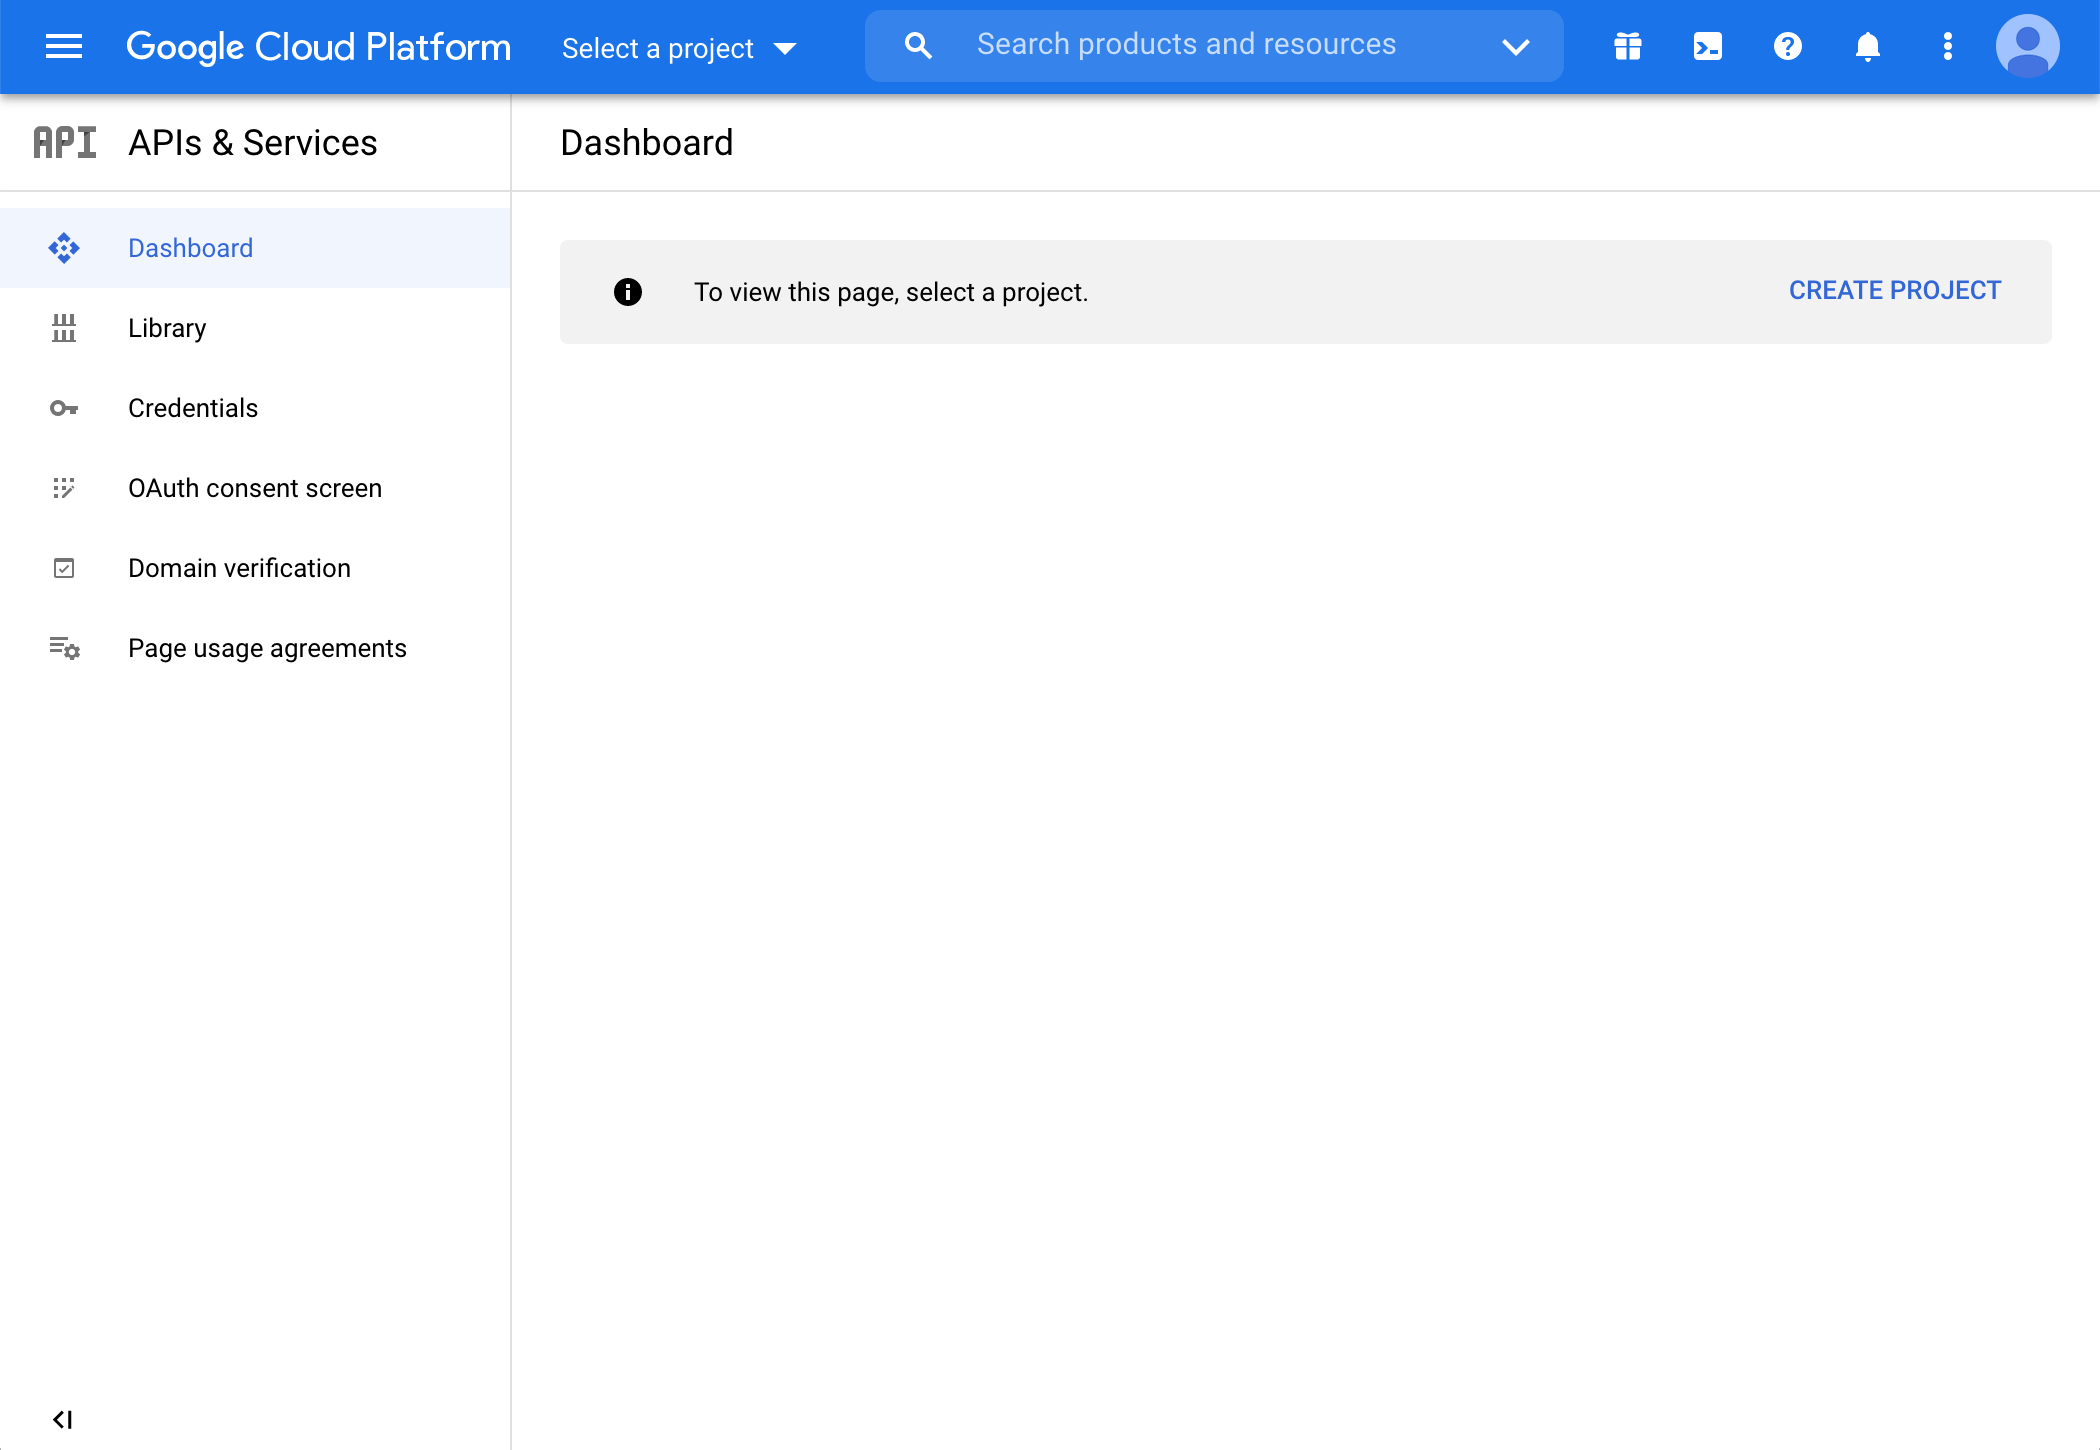 Google Cloud Platform
Select a project
Search products and resources
API
APIs & Services
Dashboard
Dashboard
Library
Credentials
OAuth consent screen
Domain verification
Page usage agreements
To view this page, select a project.
CREATE PROJECT